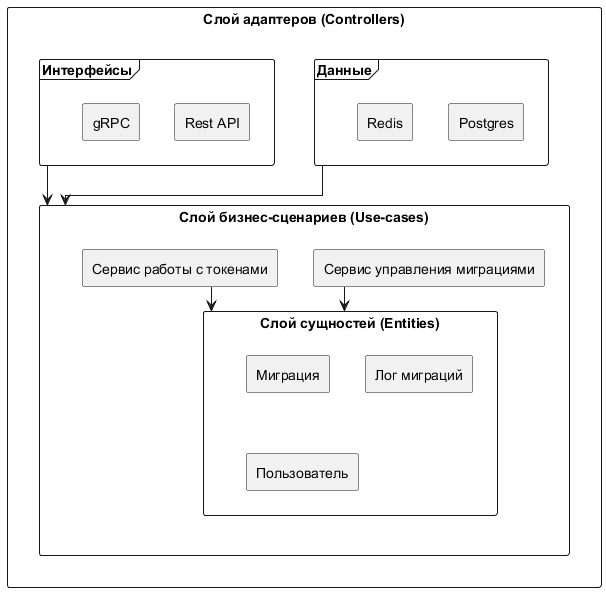 Слой адаптеров (Controllers)
Интерфейсы
gRPC
Rest API
Данные
Redis
Postgres
Слой бизнес-сценариев (Use-cases)
Сервис работы с токенами
Сервис управления миграциями
Слой сущностей (Entities)
Миграция
Лог миграций
Пользователь